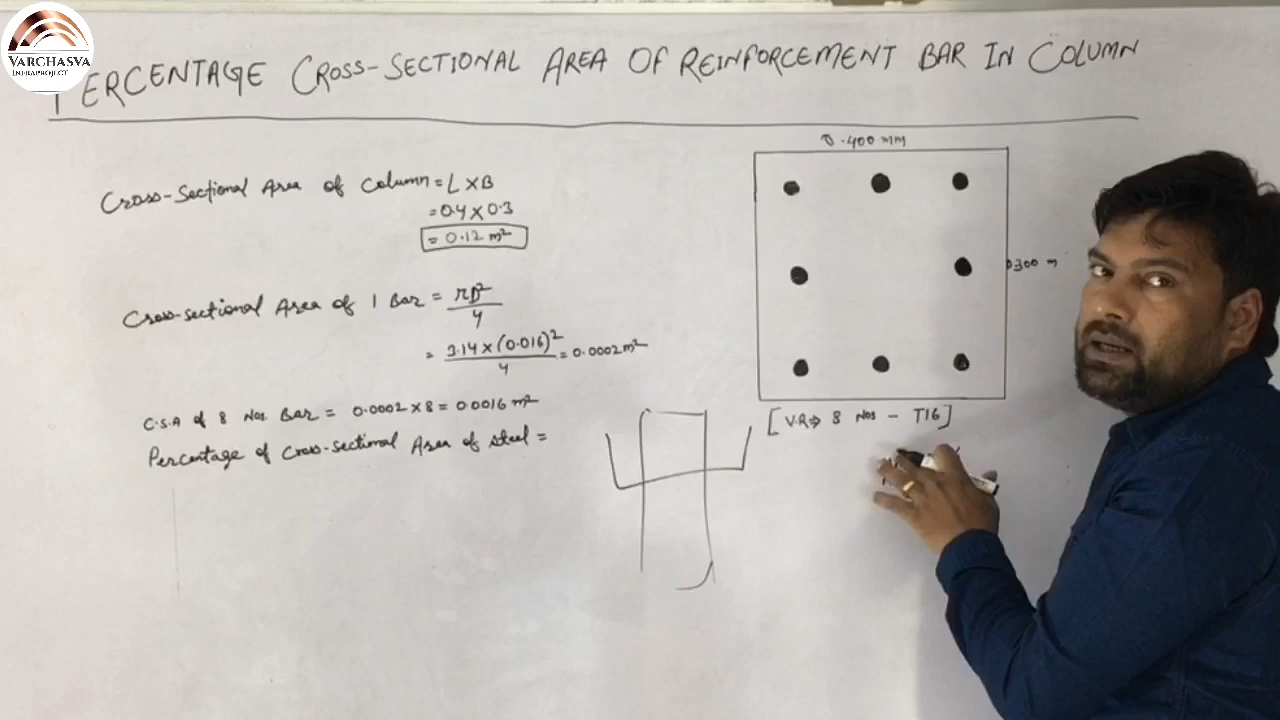 VARCHASVA
INFRAPROJECT
PERCENTAGE CROSS-SECTIONAL AREA OF REINFORCEMENT BAR IN COLUMN
Cross-Sectional Area of Column = L X B
= 0.4 X 0.3
= 0.12 m²
Cross-sectional Area of 1 Bar = πD²/4
= 3.14 x (0.016)²/4 = 0.0002 m²
C.S.A of 8 Nos. Bar = 0.0002 x 8 = 0.0016 m²
Percentage of Cross-sectional Area of steel =
0.400 mm
0300 m
[V.R⇒ 8 Nos - T16]